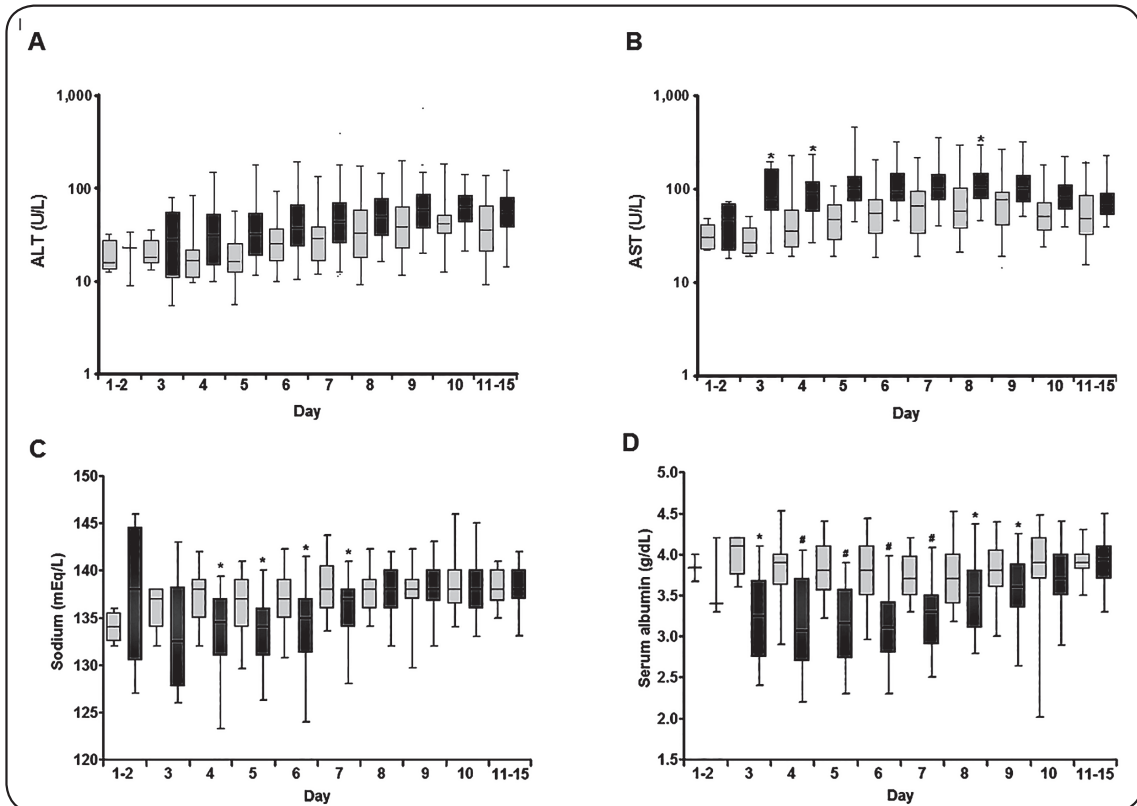 A
ALT (U/L)
1,000
100
10
1
1-2 3 4 5 6 7 8 9 10 11-15
Day
B
AST (U/L)
1,000
100
10
1
* * *
1-2 3 4 5 6 7 8 9 10 11-15
Day
C
Sodium (mEq/L)
150
145
140
135
130
125
120
* * * *
1-2 3 4 5 6 7 8 9 10 11-15
Day
D
Serum albumin (g/dL)
5.0
4.5
4.0
3.5
3.0
2.5
2.0
1.5
* # # # # * *
1-2 3 4 5 6 7 8 9 10 11-15
Day